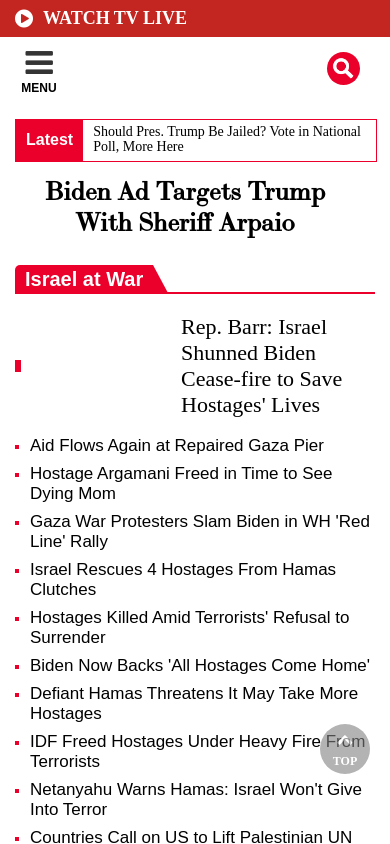 WATCH TV LIVE
MENU
Latest
Should Pres. Trump Be Jailed? Vote in National
Poll, More Here
Biden Ad Targets Trump
With Sheriff Arpaio
Israel at War
Rep. Barr: Israel
Shunned Biden
Cease-fire to Save
Hostages' Lives
Aid Flows Again at Repaired Gaza Pier
Hostage Argamani Freed in Time to See
Dying Mom
Gaza War Protesters Slam Biden in WH 'Red
Line' Rally
Israel Rescues 4 Hostages From Hamas
Clutches
Hostages Killed Amid Terrorists' Refusal to
Surrender
Biden Now Backs 'All Hostages Come Home'
Defiant Hamas Threatens It May Take More
Hostages
IDF Freed Hostages Under Heavy Fire From
Terrorists
TOP
Netanyahu Warns Hamas: Israel Won't Give
Into Terror
Countries Call on US to Lift Palestinian UN